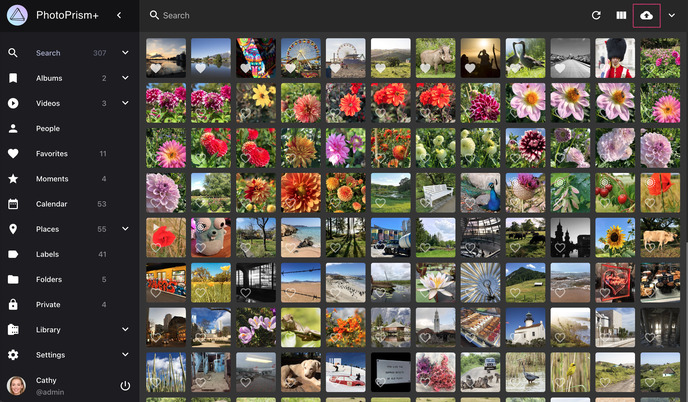 PhotoPrism+
Search
Search 307
Albums 2
Videos 3
People
Favorites 11
Moments 4
Calendar 53
Places 55
Labels 41
Folders 5
Private 4
Library
Settings
Cathy
@admin